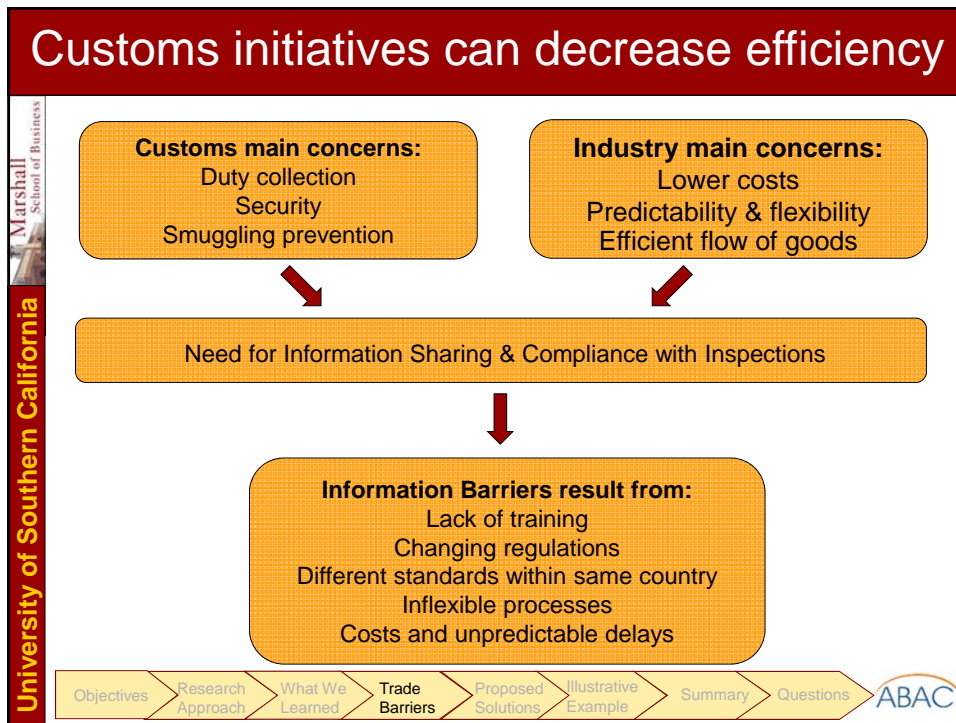 Customs initiatives can decrease efficiency
Marshall
School of Business
University of Southern California
Customs main concerns:
Duty collection
Security
Smuggling prevention
Industry main concerns:
Lower costs
Predictability & flexibility
Efficient flow of goods
Need for Information Sharing & Compliance with Inspections
Information Barriers result from:
Lack of training
Changing regulations
Different standards within same country
Inflexible processes
Costs and unpredictable delays
Objectives
Research
Approach
What We
Learned
Trade
Barriers
Proposed
Solutions
Illustrative
Example
Summary
Questions
ABAC